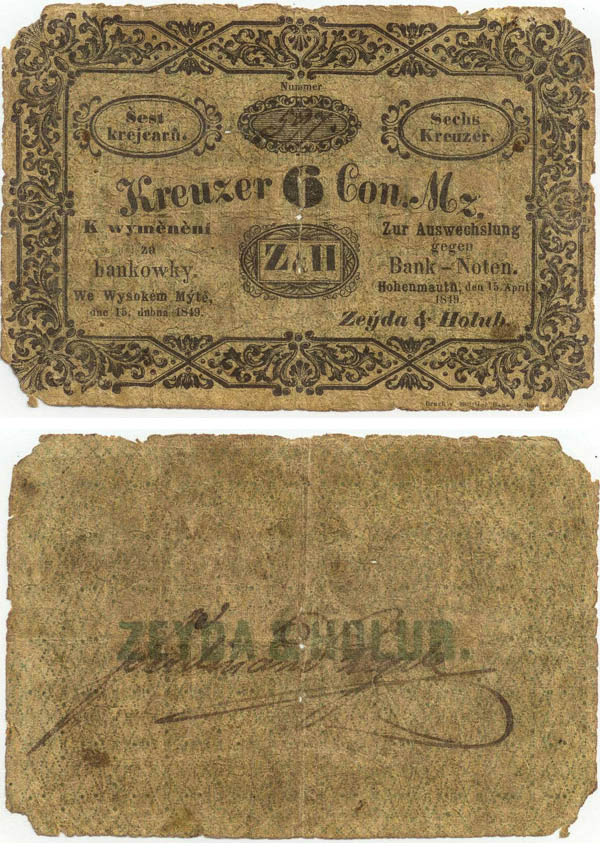 Nummer
Šest
krejcarů.
Sechs
Kreuzer.
Kreuzer 6 Con. Mz.
K wyměnění
za
bankowky.
We Wysokém Mýtě,
dne 15. dubna 1849.
Z & H
Zur Auswechslung
gegen
Bank-Noten.
Hohenmauth, den 15. April
1849.
Zeÿda & Holub.
ZEYDA & HOLUB.